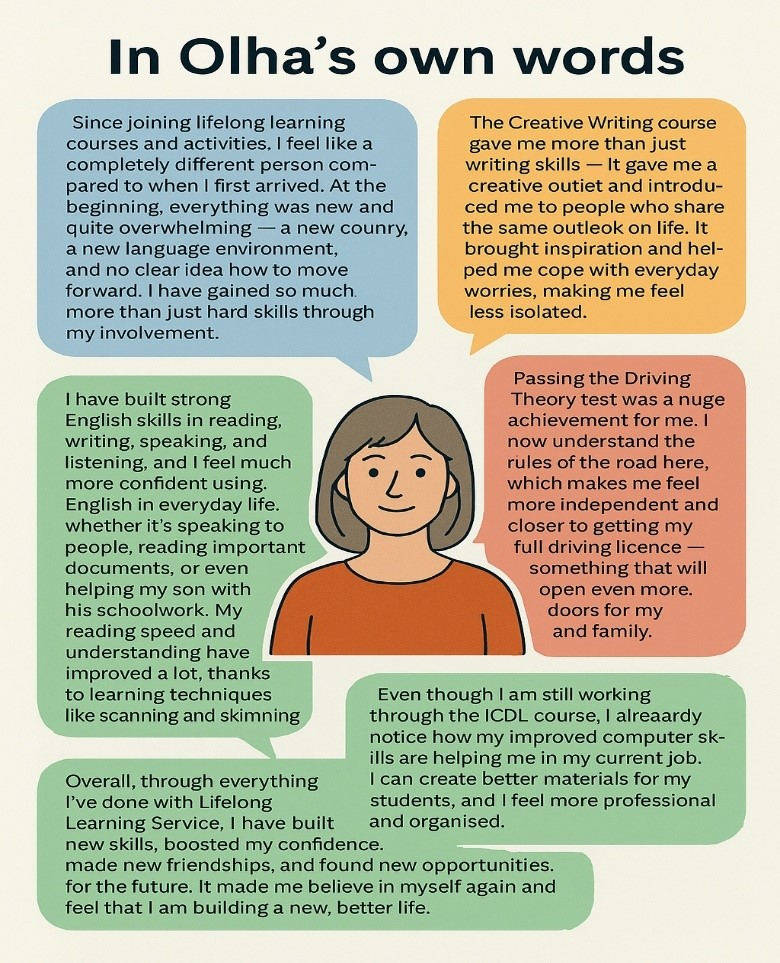 In Olha's own words
Since joining lifelong learning
courses and activities. I feel like a
completely different person com-
pared to when I first arrived. At the
beginning, everything was new and
quite overwhelming — a new counry,
a new language environment,
and no clear idea how to move
forward. I have gained so much
more than just hard skills through
my involvement.
The Creative Writing course
gave me more than just
writing skills — It gave me a
creative outiet and introdu-
ced me to people who share
the same outleok on life. It
brought inspiration and hel-
ped me cope with everyday
worries, making me feel
less isolated.
I have built strong
English skills in reading,
writing, speaking, and
listening, and I feel much
more confident using.
English in everyday life.
whether it's speaking to
people, reading important
documents, or even
helping my son with
his schoolwork. My
reading speed and
understanding have
improved a lot, thanks
to learning techniques
like scanning and skimning
Passing the Driving
Theory test was a nuge
achievement for me. I
now understand the
rules of the road here,
which makes me feel
more independent and
closer to getting my
full driving licence —
something that will
open even more.
doors for my
and family.
Even though I am still working
through the ICDL course, I alreaardy
notice how my improved computer sk-
ills are helping me in my current job.
I can create better materials for my
students, and I feel more professional
and organised.
Overall, through everything
I've done with Lifelong
Learning Service, I have built
new skills, boosted my confidence.
made new friendships, and found new opportunities.
for the future. It made me believe in myself again and
feel that I am building a new, better life.